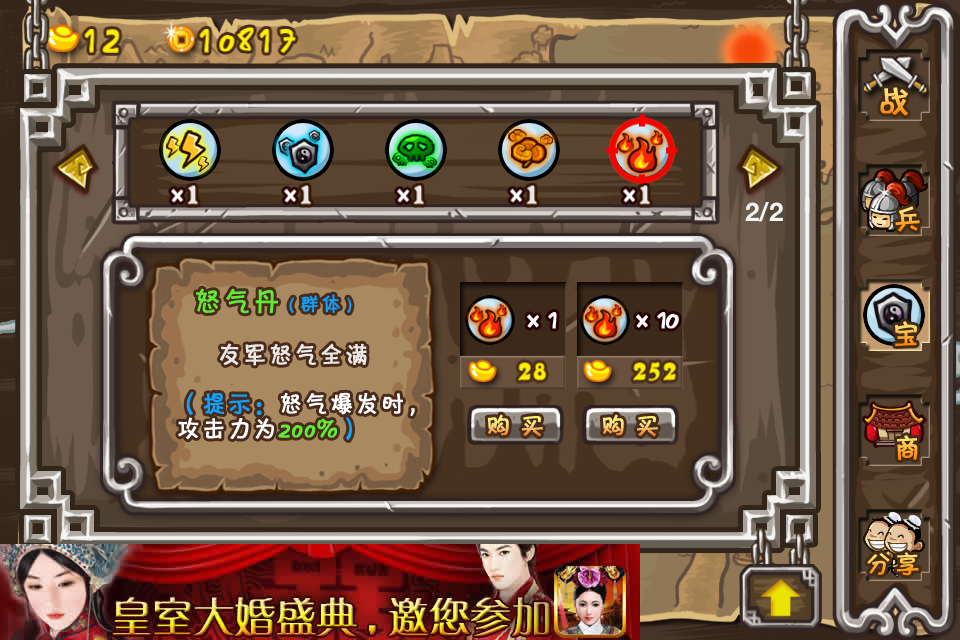 12
10817
×1
×1
×1
×1
×1
2/2
怒气丹(群体)
友军怒气全满
(提示:怒气爆发时,
攻击力为200%)
×1
28
购买
×10
252
购买
战
兵
宝
商
分享
皇室大婚盛典,邀您参加